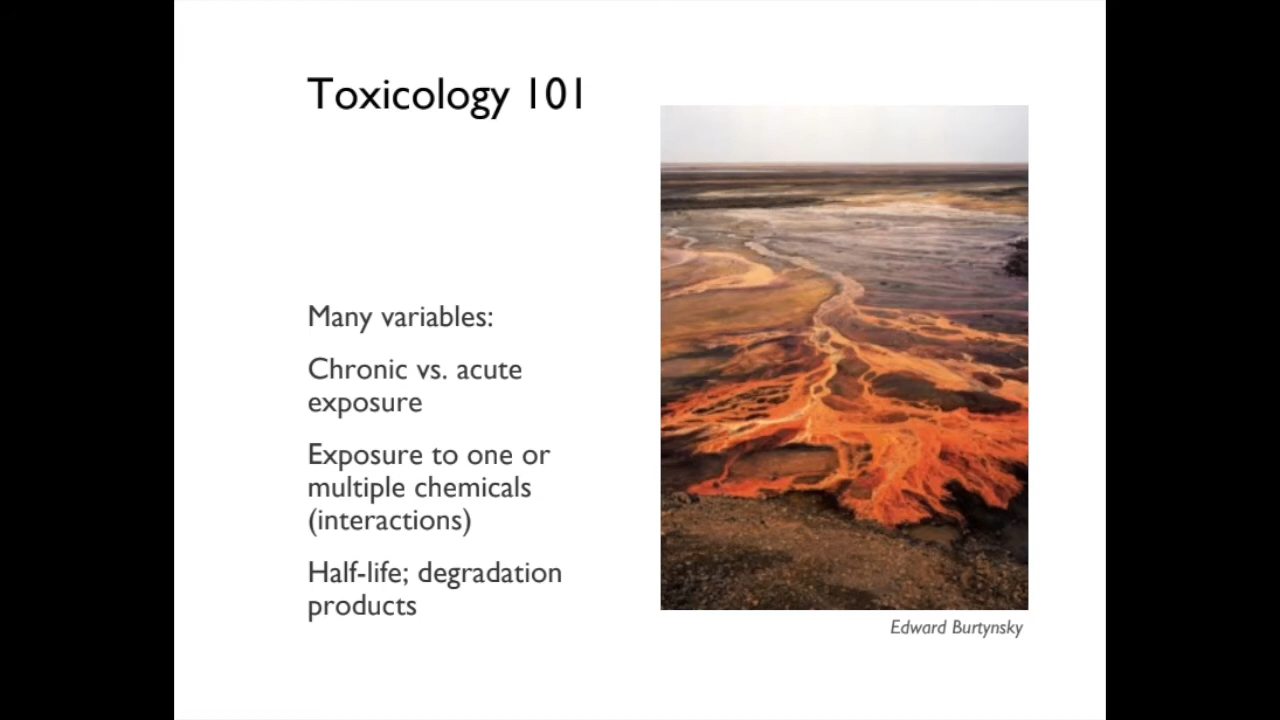 Toxicology 101
Many variables:
Chronic vs. acute
exposure
Exposure to one or
multiple chemicals
(interactions)
Half-life; degradation
products
Edward Burtynsky